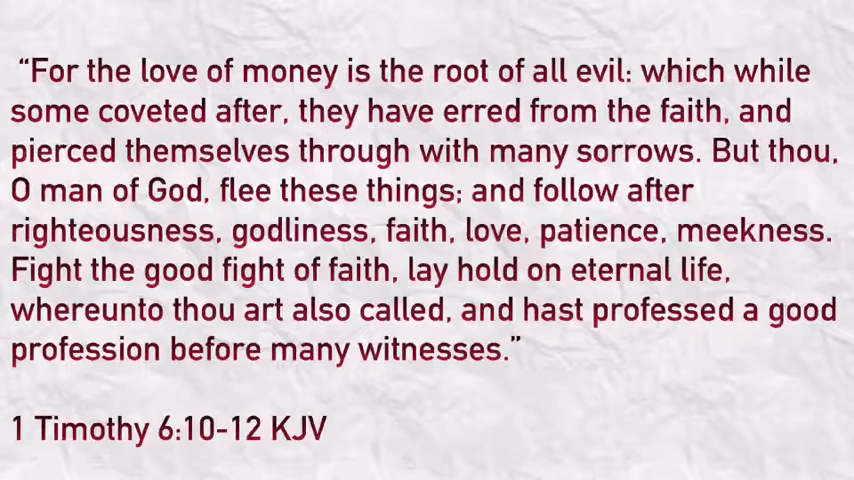 “For the love of money is the root of all evil: which while
some coveted after, they have erred from the faith, and
pierced themselves through with many sorrows. But thou,
O man of God, flee these things; and follow after
righteousness, godliness, faith, love, patience, meekness.
Fight the good fight of faith, lay hold on eternal life,
whereunto thou art also called, and hast professed a good
profession before many witnesses.”
1 Timothy 6:10-12 KJV